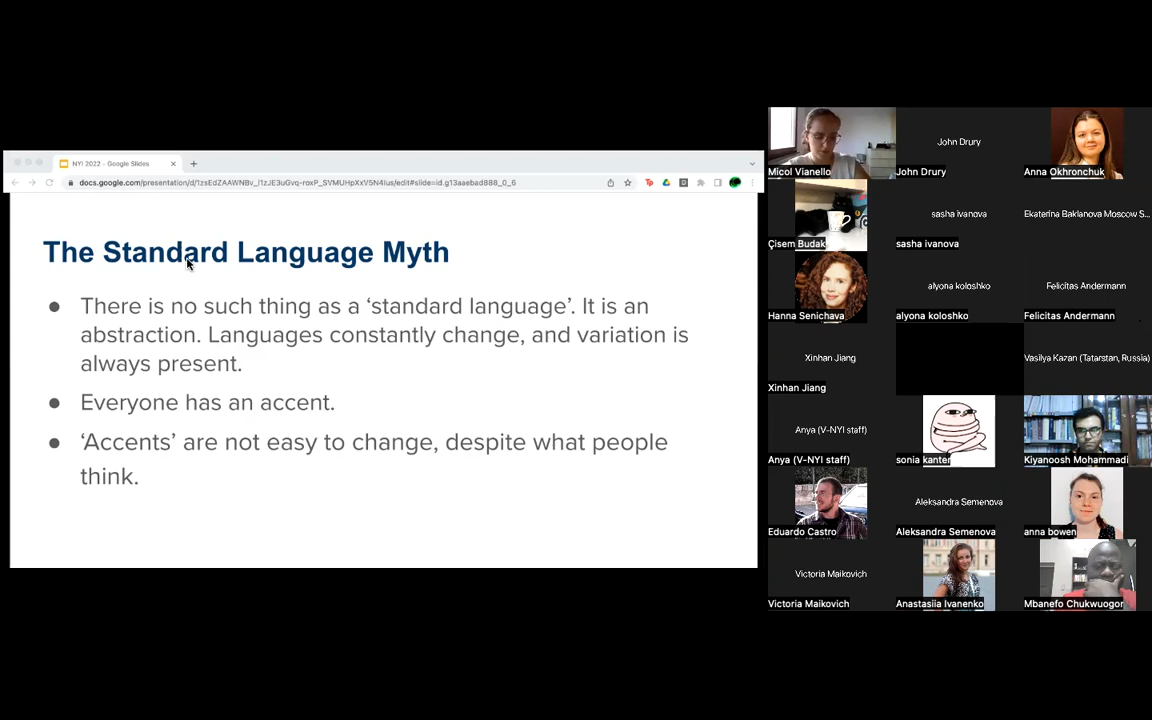 NYI 2022 - Google Slides
docs.google.com/presentation/d/1zsEdZAAWNBv_l1zJE3uGvq-roxP_SVMUHpXxV5N4lus/edit#slide=id.g13aaebad888_0_6
The Standard Language Myth
● There is no such thing as a ‘standard language’. It is an
abstraction. Languages constantly change, and variation is
always present.
● Everyone has an accent.
● ‘Accents’ are not easy to change, despite what people
think.
Micol Vianello
John Drury
John Drury
Anna Okhronchuk
Çisem Budak
sasha ivanova
sasha ivanova
Ekaterina Baklanova Moscow S...
Hanna Senichava
alyona koloshko
alyona koloshko
Felicitas Andermann
Felicitas Andermann
Xinhan Jiang
Xinhan Jiang
Vasilya Kazan (Tatarstan, Russia)
Anya (V-NYI staff)
Anya (V-NYI staff)
sonia kanter
Kiyanoosh Mohammadi
Eduardo Castro
Aleksandra Semenova
Aleksandra Semenova
anna bowen
Victoria Maikovich
Victoria Maikovich
Anastasiia Ivanenko
Mbanefo Chukwuogor